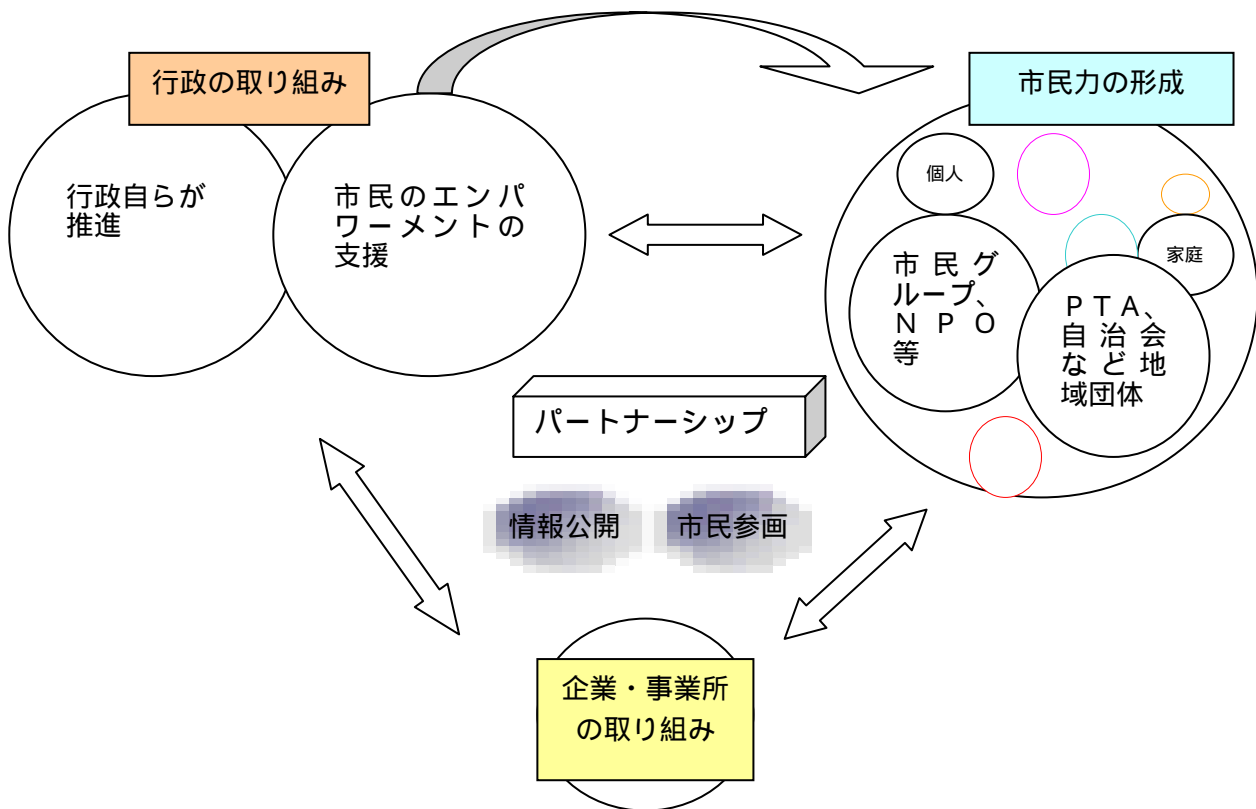 行政の取り組み
行政自らが
推進
市民のエンパ
ワーメントの
支援
市民力の形成
個人
家庭
市民グ
ループ、
ＮＰＯ
等
ＰＴＡ、
自治会
など地
域団体
パートナーシップ
情報公開
市民参画
企業・事業所
の取り組み